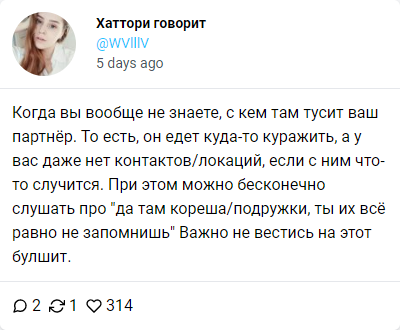 Хаттори говорит
@WVlllV
5 days ago
Когда вы вообще не знаете, с кем там тусит ваш
партнёр. То есть, он едет куда-то куражить, а у
вас даже нет контактов/локаций, если с ним что-
то случится. При этом можно бесконечно
слушать про "да там кореша/подружки, ты их всё
равно не запомнишь" Важно не вестись на этот
булшит.
2 1 314